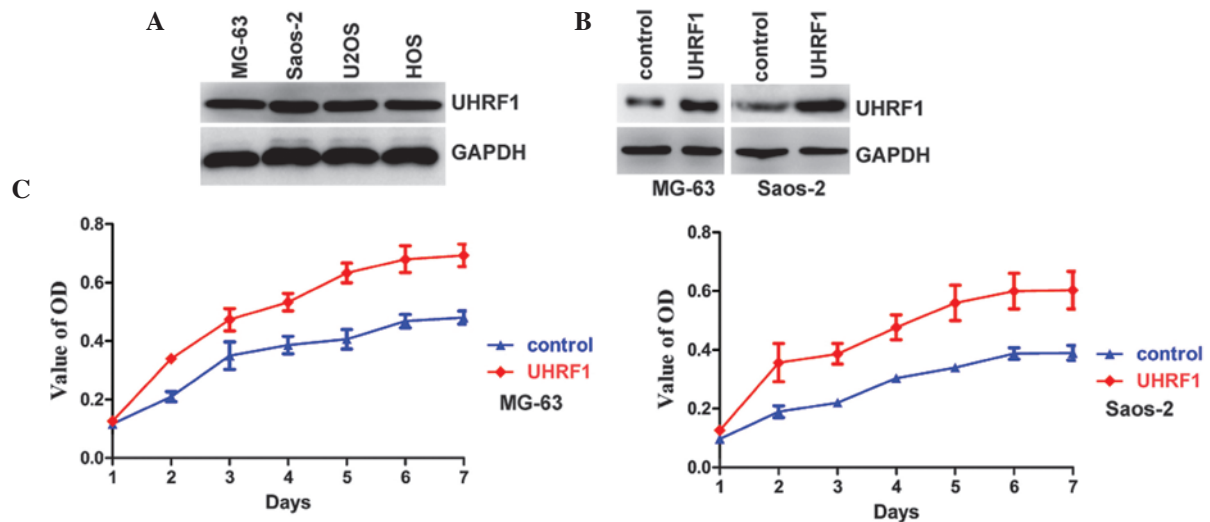 A
MG-63 Saos-2 U2OS HOS
UHRF1
GAPDH
B
control UHRF1 control UHRF1
UHRF1
GAPDH
MG-63 Saos-2
C
0.8
0.6
0.4
0.2
0.0
Value of OD
1 2 3 4 5 6 7
Days
control
UHRF1
MG-63
0.8
0.6
0.4
0.2
0.0
Value of OD
1 2 3 4 5 6 7
Days
control
UHRF1
Saos-2